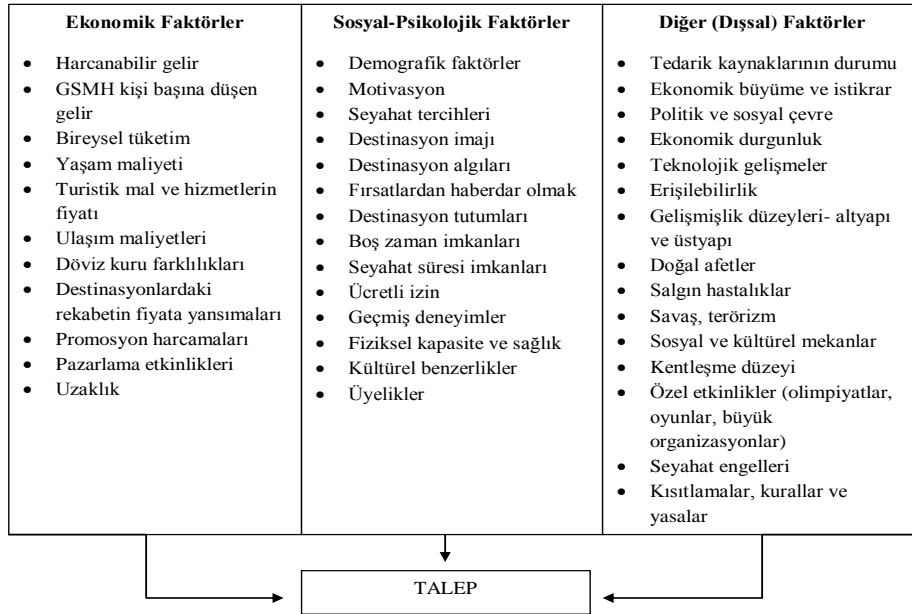 Ekonomik Faktörler
• Harcanabilir gelir
• GSMH kişi başına düşen
gelir
• Bireysel tüketim
• Yaşam maliyeti
• Turistik mal ve hizmetlerin
fiyatı
• Ulaşım maliyetleri
• Döviz kuru farklılıkları
• Destinasyonlardaki
rekabetin fiyata yansımaları
• Promosyon harcamaları
• Pazarlama etkinlikleri
• Uzaklık
Sosyal-Psikolojik Faktörler
• Demografik faktörler
• Motivasyon
• Seyahat tercihleri
• Destinasyon imajı
• Destinasyon algıları
• Fırsatlardan haberdar olmak
• Destinasyon tutumları
• Boş zaman imkanları
• Seyahat süresi imkanları
• Ücretli izin
• Geçmiş deneyimler
• Fiziksel kapasite ve sağlık
• Kültürel benzerlikler
• Üyelikler
Diğer (Dışsal) Faktörler
• Tedarik kaynaklarının durumu
• Ekonomik büyüme ve istikrar
• Politik ve sosyal çevre
• Ekonomik durgunluk
• Teknolojik gelişmeler
• Erişilebilirlik
• Gelişmişlik düzeyleri- altyapı
ve üstyapı
• Doğal afetler
• Salgın hastalıklar
• Savaş, terörizm
• Sosyal ve kültürel mekanlar
• Kentleşme düzeyi
• Özel etkinlikler (olimpiyatlar,
oyunlar, büyük
organizasyonlar)
• Seyahat engelleri
• Kısıtlamalar, kurallar ve
yasalar
TALEP